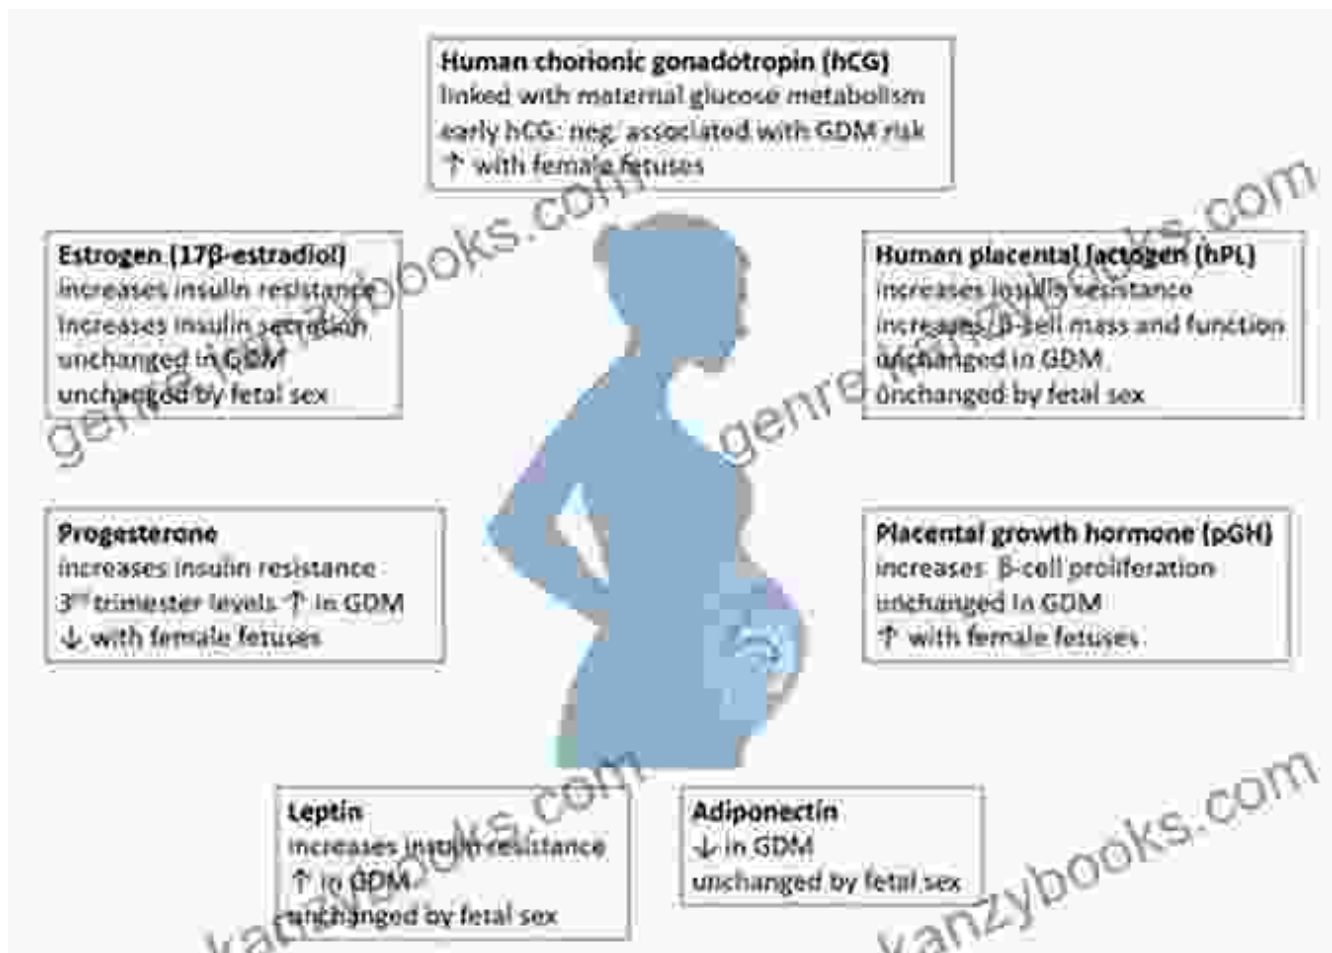 Human chorionic gonadotropin (hCG)
linked with maternal glucose metabolism
early hCG: neg. associated with GDM risk
↑ with female fetuses
Estrogen (17β-estradiol)
increases insulin resistance
increases insulin secretion
unchanged in GDM
unchanged by fetal sex
Human placental lactogen (hPL)
increases insulin resistance
increases β-cell mass and function
unchanged in GDM
unchanged by fetal sex
Progesterone
increases insulin resistance
3rd trimester levels ↑ in GDM
↓ with female fetuses
Placental growth hormone (pGH)
increases β-cell proliferation
unchanged in GDM
↑ with female fetuses
Leptin
increases insulin resistance
↑ in GDM
unchanged by fetal sex
Adiponectin
↓ in GDM
unchanged by fetal sex
genre.kanzybooks.com
genre.kanzybooks.com
kanzybooks.com
kanzybooks.com